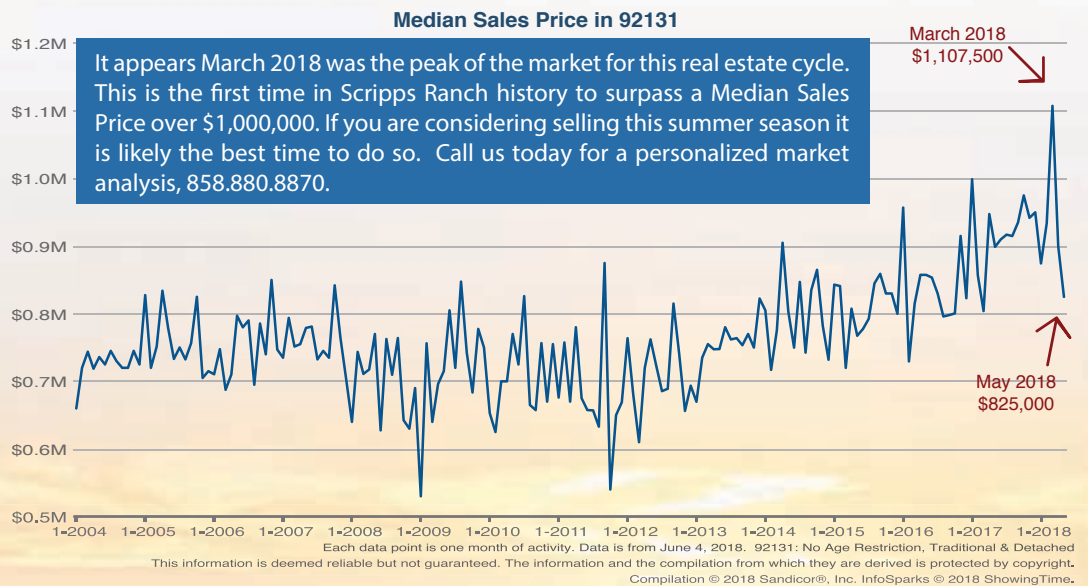 Median Sales Price in 92131
March 2018
$1,107,500
$1.2M
It appears March 2018 was the peak of the market for this real estate cycle.
This is the first time in Scripps Ranch history to surpass a Median Sales
Price over $1,000,000. If you are considering selling this summer season it
is likely the best time to do so. Call us today for a personalized market
analysis, 858.880.8870.
$1.1M
$1.0M
$0.9M
$0.8M
$0.7M
May 2018
$825,000
$0.6M
$0.5M
1-2004 1-2005 1-2006 1-2007 1-2008 1-2009 1-2010 1-2011 1-2012 1-2013 1-2014 1-2015 1-2016 1-2017 1-2018
Each data point is one month of activity. Data is from June 4, 2018. 92131: No Age Restriction, Traditional & Detached
This information is deemed reliable but not guaranteed. The information and the compilation from which they are derived is protected by copyright.
Compilation © 2018 Sandicor®, Inc. InfoSparks © 2018 ShowingTime.